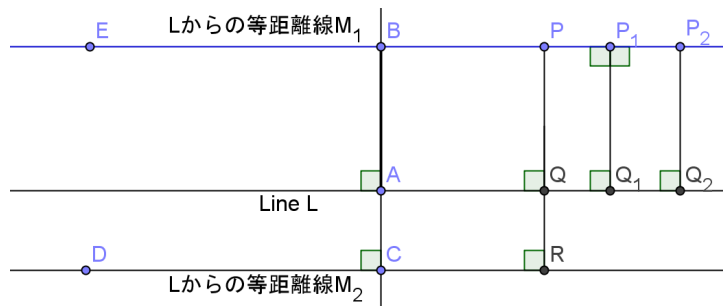 Lからの等距離線M₁
E B P P₁ P₂
A Q Q₁ Q₂
Line L
D C R
Lからの等距離線M₂